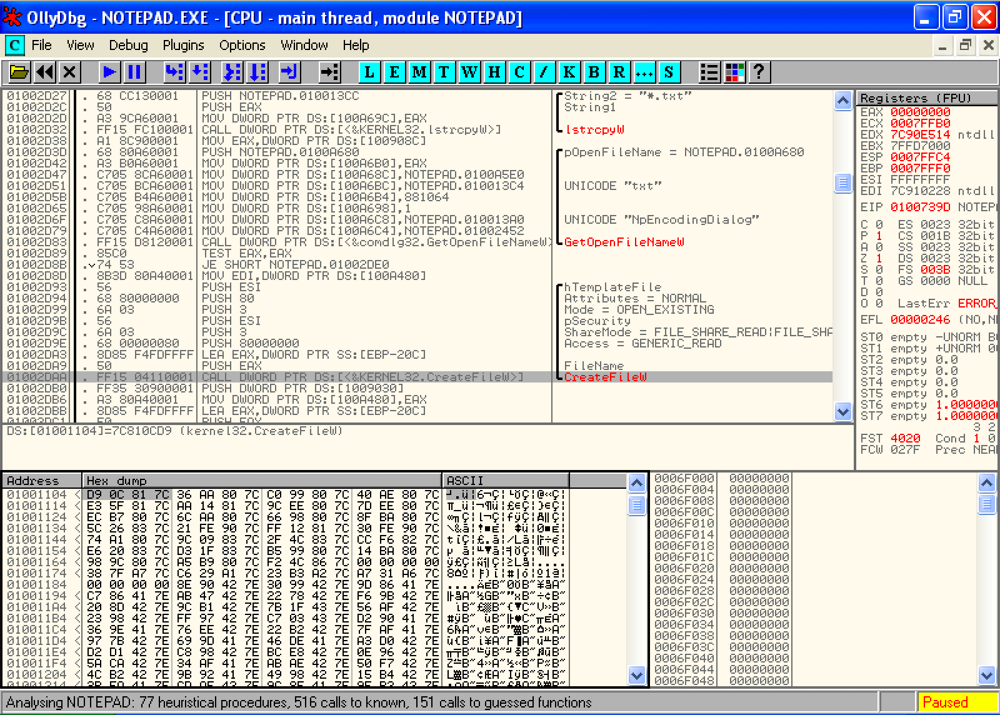 OllyDbg - NOTEPAD.EXE - [CPU - main thread, module NOTEPAD]
C File View Debug Plugins Options Window Help
L E M T W H C / K B R ... S ?
01002D27 . 68 CC130001 PUSH NOTEPAD.010013CC String2 = "*.txt"
01002D2C . 50 PUSH EAX String1
01002D2D . A3 9CA60001 MOV DWORD PTR DS:[100A69C],EAX
01002D32 . FF15 FC100001 CALL DWORD PTR DS:[<&KERNEL32.lstrcpyW>] lstrcpyW
01002D38 . A1 8C900001 MOV EAX,DWORD PTR DS:[100908C]
01002D3D . 68 80A60001 PUSH NOTEPAD.0100A680 pOpenFileName = NOTEPAD.0100A680
01002D42 . A3 B0A60001 MOV DWORD PTR DS:[100A6B0],EAX
01002D47 . C705 8CA60001 MOV DWORD PTR DS:[100A68C],NOTEPAD.0100A5E0
01002D51 . C705 BCA60001 MOV DWORD PTR DS:[100A6BC],NOTEPAD.010013C4 UNICODE "txt"
01002D5B . C705 B4A60001 MOV DWORD PTR DS:[100A6B4],881064
01002D65 . C705 98A60001 MOV DWORD PTR DS:[100A698],1
01002D6F . C705 C8A60001 MOV DWORD PTR DS:[100A6C8],NOTEPAD.010013A0 UNICODE "NpEncodingDialog"
01002D79 . C705 C4A60001 MOV DWORD PTR DS:[100A6C4],NOTEPAD.01002452
01002D83 . FF15 D8120001 CALL DWORD PTR DS:[<&comdlg32.GetOpenFileNameW> GetOpenFileNameW
01002D89 . 85C0 TEST EAX,EAX
01002D8B . 74 53 JE SHORT NOTEPAD.01002DE0
01002D8D . 8B3D 80A40001 MOV EDI,DWORD PTR DS:[100A480]
01002D93 . 56 PUSH ESI hTemplateFile
01002D94 . 68 80000000 PUSH 80 Attributes = NORMAL
01002D99 . 6A 03 PUSH 3 Mode = OPEN_EXISTING
01002D9B . 56 PUSH ESI pSecurity
01002D9C . 6A 03 PUSH 3 ShareMode = FILE_SHARE_READ|FILE_SHA
01002D9E . 68 00000080 PUSH 80000000 Access = GENERIC_READ
01002DA3 . 8D85 F4FDFFFF LEA EAX,DWORD PTR SS:[EBP-20C]
01002DA9 . 50 PUSH EAX FileName
01002DAA . FF15 04110001 CALL DWORD PTR DS:[<&KERNEL32.CreateFileW>] CreateFileW
01002DB0 . FF35 30900001 PUSH DWORD PTR DS:[1009030]
01002DB6 . A3 80A40001 MOV DWORD PTR DS:[100A480],EAX
01002DBB . 8D85 F4FDFFFF LEA EAX,DWORD PTR SS:[EBP-20C]
DS:[01001104]=7C810CD9 (kernel32.CreateFileW)
Registers (FPU)
EAX 00000000
ECX 0007FFB0
EDX 7C90E514 ntdll
EBX 7FFD7000
ESP 0007FFC4
EBP 0007FFF0
ESI FFFFFFFF
EDI 7C910228 ntdll
EIP 0100739D NOTEP
C 0 ES 0023 32bit
P 1 CS 001B 32bit
A 0 SS 0023 32bit
Z 1 DS 0023 32bit
S 0 FS 003B 32bit
T 0 GS 0000 NULL
D 0
O 0 LastErr ERROR_
EFL 00000246 (NO,N
ST0 empty -UNORM B
ST1 empty +UNORM 0
ST2 empty 0.0
ST3 empty 0.0
ST4 empty 0.0
ST5 empty 0.0
ST6 empty 1.0000000
ST7 empty 1.0000000
3 2
FST 4020 Cond 1 0
FCW 027F Prec NEA
Address Hex dump ASCII
01001104 D9 0C 81 7C 36 AA 80 7C C0 99 80 7C 40 AE 80 7C
01001114 E3 5F 81 7C AA 14 81 7C 9C EE 80 7C 7D EE 80 7C
01001124 EC B7 80 7C 6C AA 80 7C 66 98 80 7C 8F BA 80 7C
01001134 5C 26 83 7C 21 FE 90 7C FF 12 81 7C 30 FE 90 7C
01001144 74 A1 80 7C 9C 09 83 7C 2F 4C 83 7C CC F6 82 7C
01001154 E6 20 83 7C D3 1F 83 7C B5 99 80 7C 14 BA 80 7C
01001164 98 9C 80 7C A5 B9 80 7C F2 4C 86 7C 00 00 00 00
01001174 38 7F A7 7C C6 29 A1 7C 23 B3 A2 7C A7 31 A6 7C
01001184 00 00 00 00 8E 90 42 7E 30 99 42 7E 9D 86 41 7E
01001194 C7 86 41 7E AB 47 42 7E 22 78 42 7E F6 9B 42 7E
010011A4 20 8D 42 7E 9C B1 42 7E 7B 1F 43 7E 56 AF 42 7E
010011B4 23 98 42 7E FF 97 42 7E C7 03 43 7E D2 90 41 7E
010011C4 36 9E 41 7E 76 EE 42 7E 22 B2 42 7E 7F AF 41 7E
010011D4 97 7B 42 7E 69 9D 41 7E 46 DE 41 7E A3 D0 42 7E
010011E4 D2 D1 42 7E C8 98 42 7E BC E8 42 7E 0E 96 42 7E
010011F4 5A CA 42 7E 34 AF 41 7E AB AE 42 7E 50 F7 42 7E
01001204 4C B2 42 7E 9B 92 41 7E 49 98 42 7E 15 B4 42 7E
0006F000 00000000
0006F004 00000000
0006F008 00000000
0006F00C 00000000
0006F010 00000000
0006F014 00000000
0006F018 00000000
0006F01C 00000000
0006F020 00000000
0006F024 00000000
0006F028 00000000
0006F02C 00000000
0006F030 00000000
0006F034 00000000
0006F038 00000000
0006F03C 00000000
0006F040 00000000
0006F044 00000000
0006F048 00000000
Analysing NOTEPAD: 77 heuristical procedures, 516 calls to known, 151 calls to guessed functions
Paused